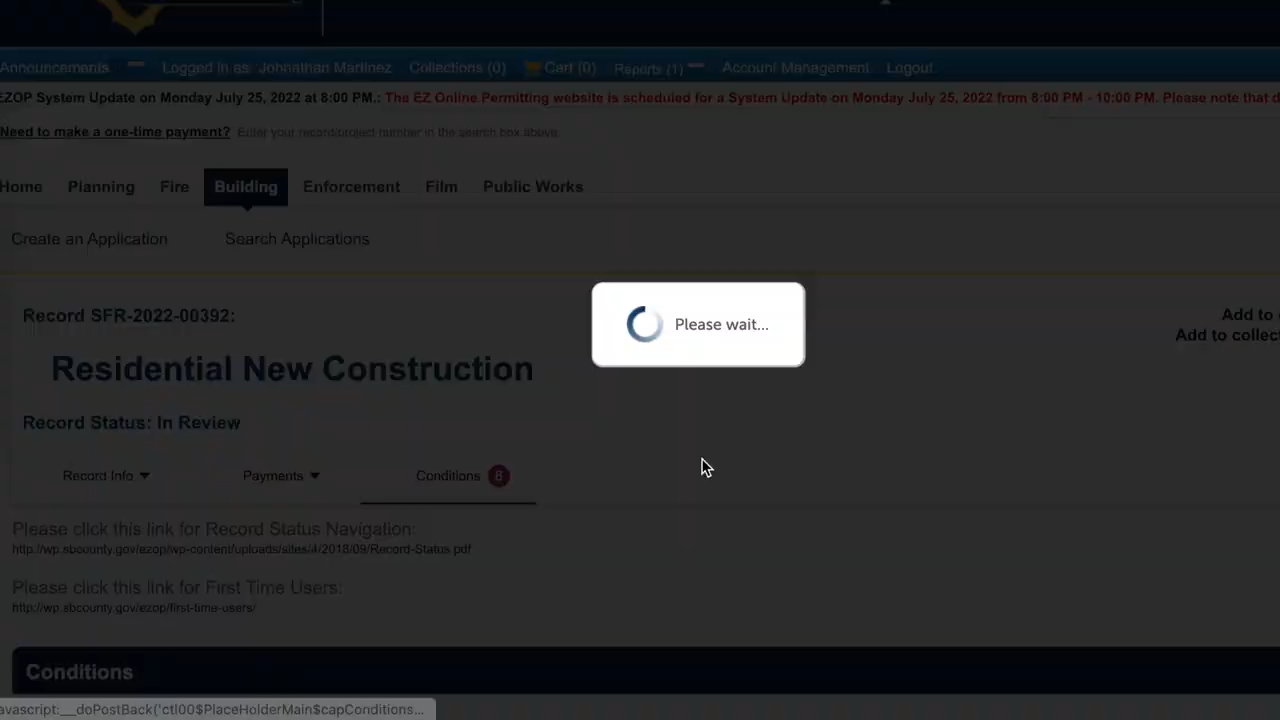 Announcements Logged in as: Johnathan Martinez Collections (0) Cart (0) Reports (1) Account Management Logout
EZOP System Update on Monday July 25, 2022 at 8:00 PM.: The EZ Online Permitting website is scheduled for a System Update on Monday July 25, 2022 from 8:00 PM - 10:00 PM. Please note that d
Need to make a one-time payment? Enter your record/project number in the search box above.
Home Planning Fire Building Enforcement Film Public Works
Create an Application Search Applications
Record SFR-2022-00392:
Add to
Add to collec
Please wait...
Residential New Construction
Record Status: In Review
Record Info Payments Conditions 8
Please click this link for Record Status Navigation:
http://wp.sbcounty.gov/ezop/wp-content/uploads/sites/4/2018/09/Record-Status.pdf
Please click this link for First Time Users:
http://wp.sbcounty.gov/ezop/first-time-users/
Conditions
avascript:__doPostBack('ctl00$PlaceHolderMain$capConditions...